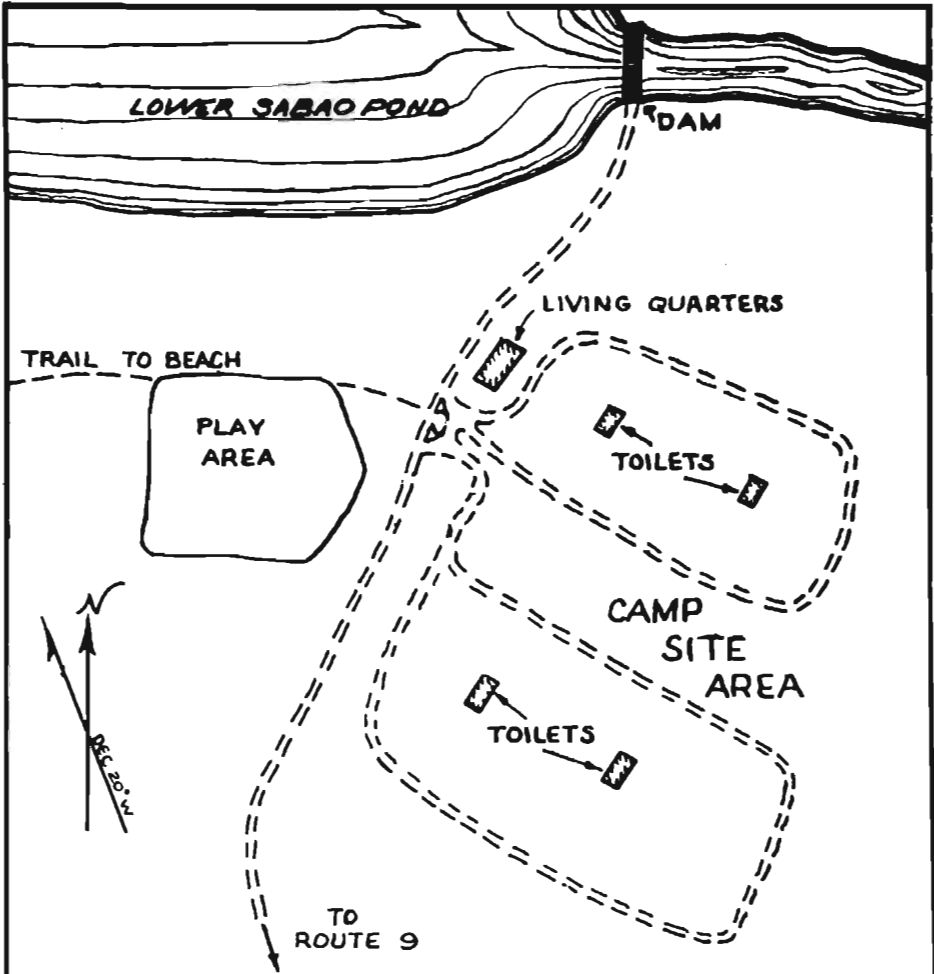 LOWER SABAO POND
DAM
LIVING QUARTERS
TRAIL TO BEACH
PLAY
AREA
TOILETS
N
CAMP
SITE
AREA
TOILETS
DEC. 20° W
TO
ROUTE 9